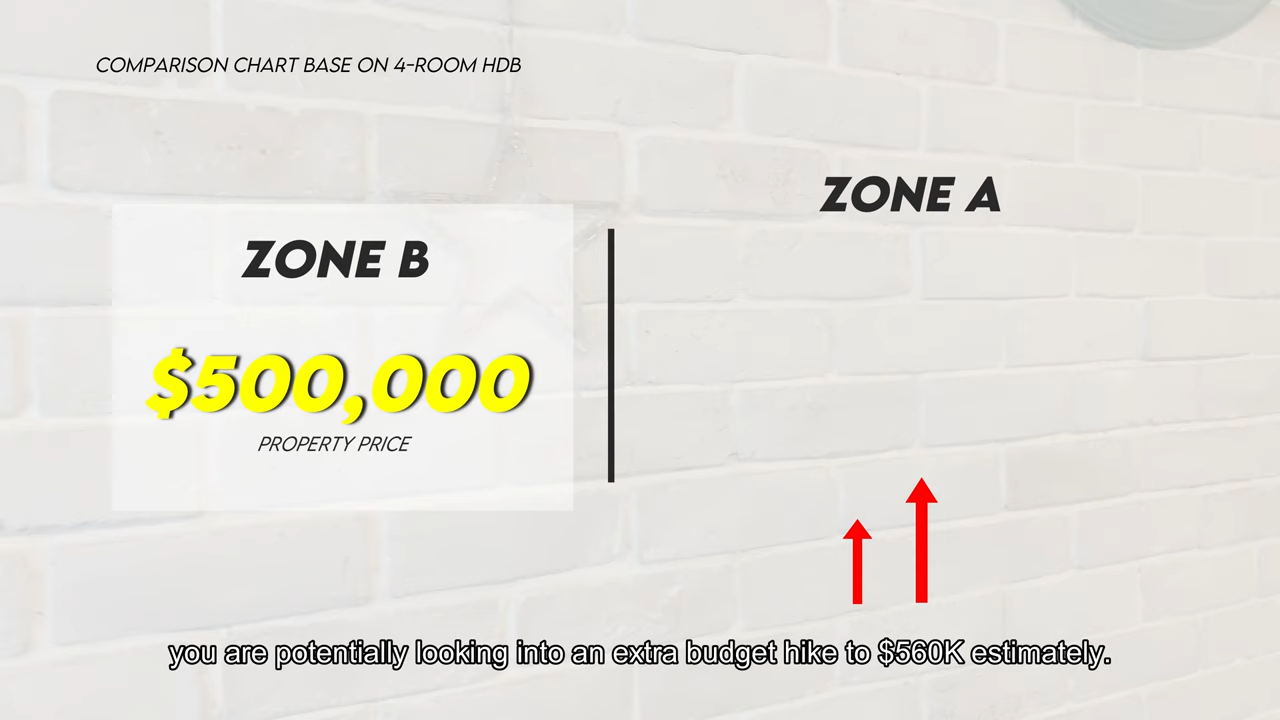 COMPARISON CHART BASE ON 4-ROOM HDB
ZONE A
ZONE B
$500,000
PROPERTY PRICE
you are potentially looking into an extra budget hike to $560K estimately.